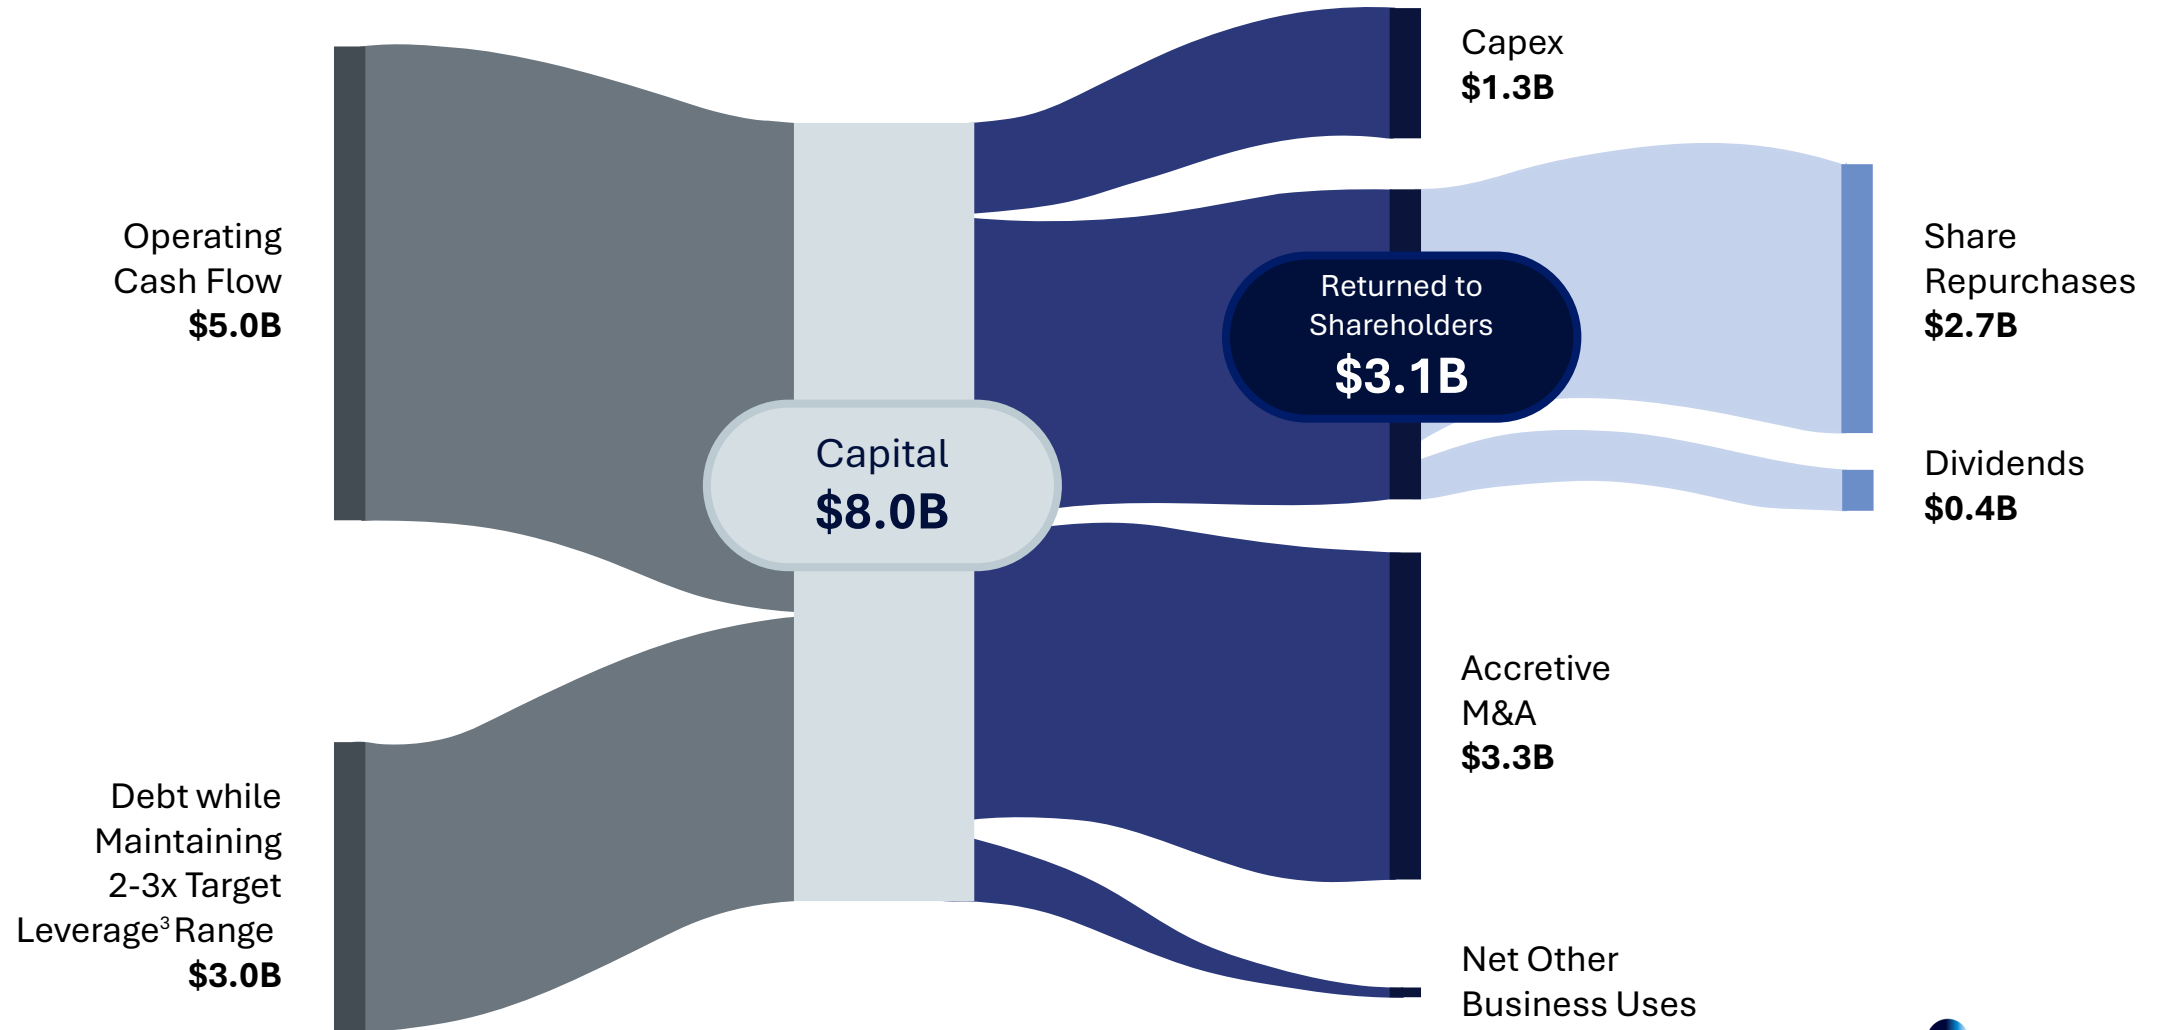 Operating
Cash Flow
$5.0B
Debt while
Maintaining
2-3x Target
Leverage³ Range
$3.0B
Capital
$8.0B
Capex
$1.3B
Returned to
Shareholders
$3.1B
Share
Repurchases
$2.7B
Dividends
$0.4B
Accretive
M&A
$3.3B
Net Other
Business Uses